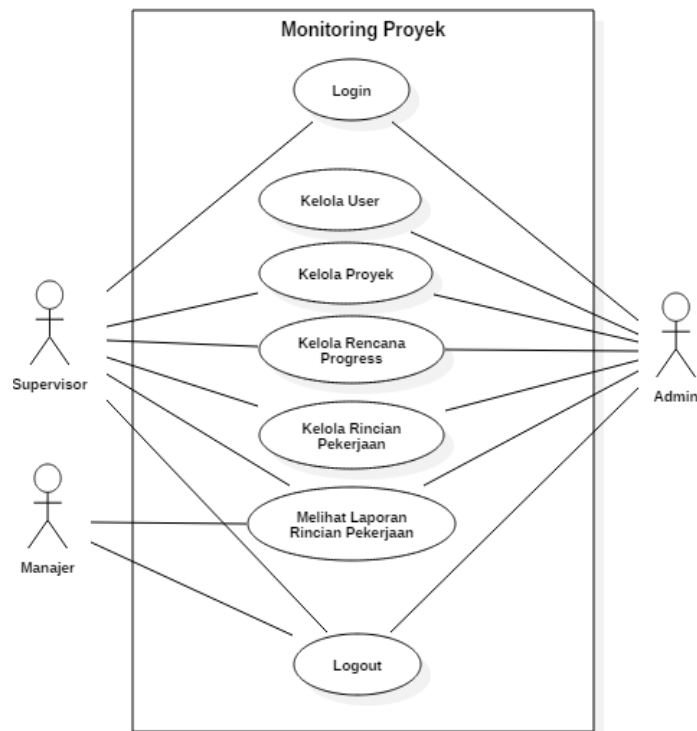 Monitoring Proyek
Login
Kelola User
Kelola Proyek
Kelola Rencana
Progress
Supervisor
Admin
Kelola Rincian
Pekerjaan
Melihat Laporan
Rincian Pekerjaan
Manajer
Logout